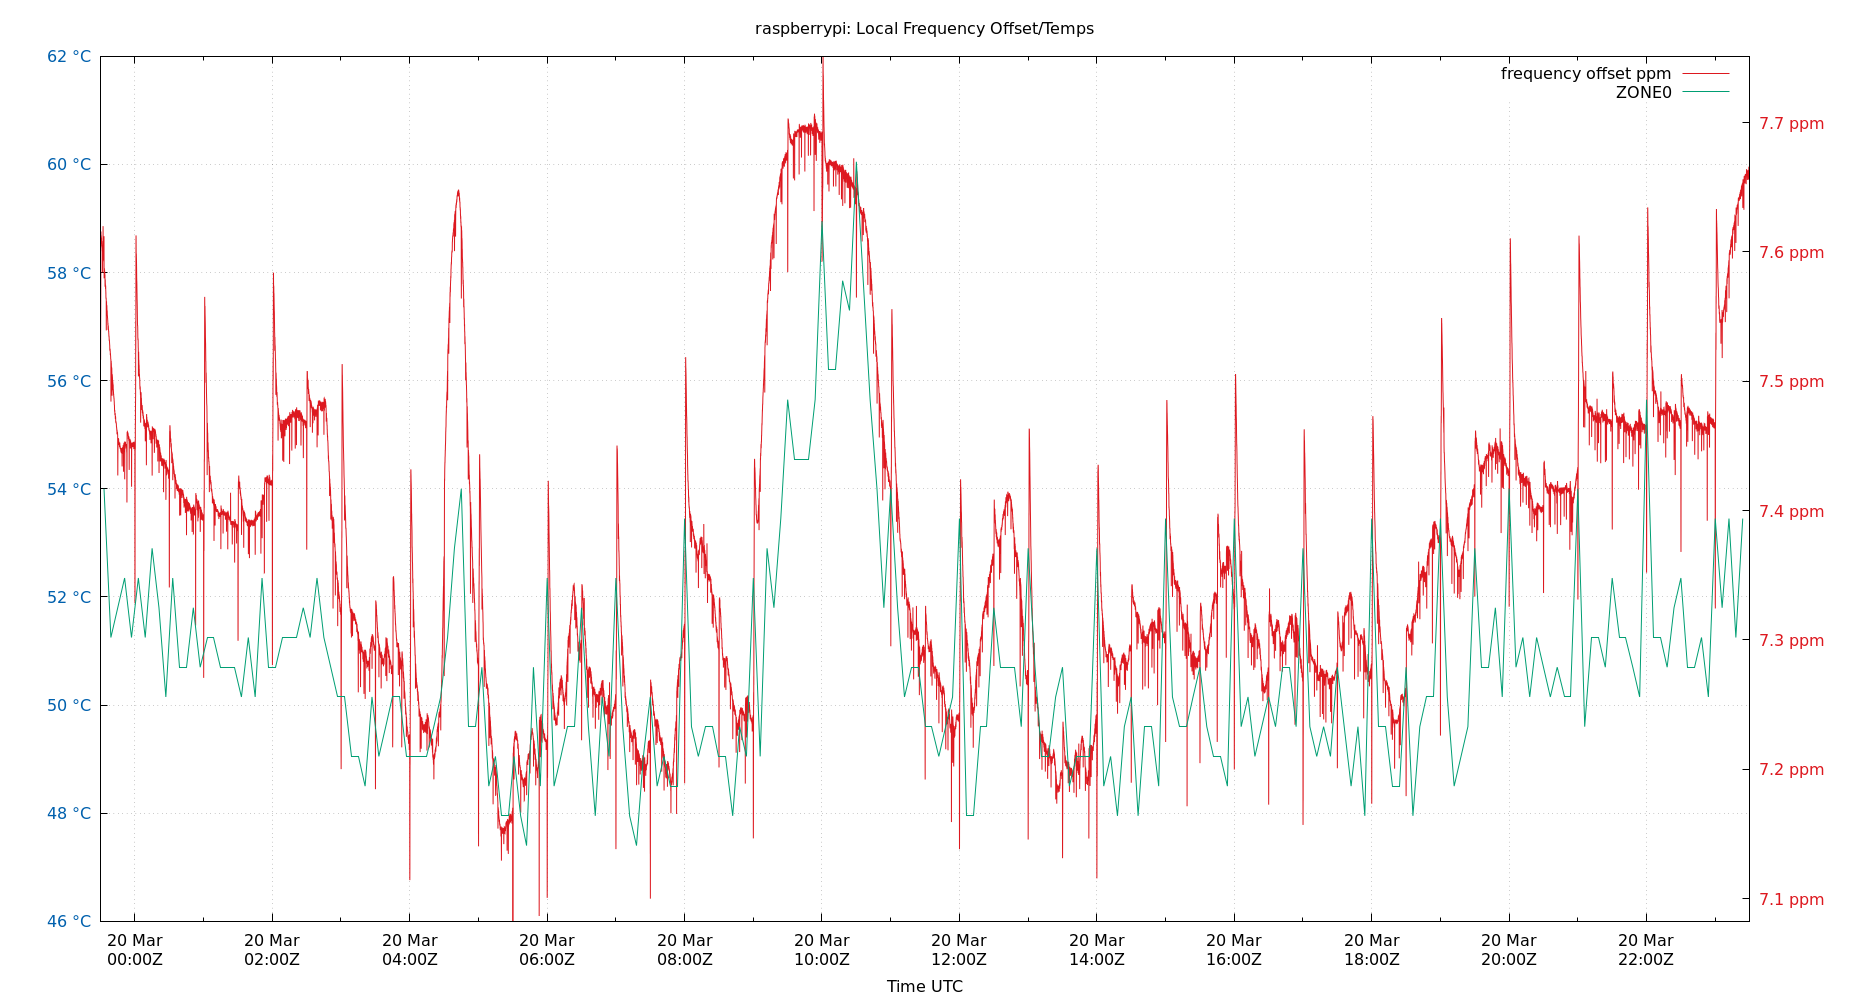 raspberrypi: Local Frequency Offset/Temps
62 °C
60 °C
58 °C
56 °C
54 °C
52 °C
50 °C
48 °C
46 °C
frequency offset ppm
ZONE0
7.7 ppm
7.6 ppm
7.5 ppm
7.4 ppm
7.3 ppm
7.2 ppm
7.1 ppm
20 Mar 20 Mar 20 Mar 20 Mar 20 Mar 20 Mar 20 Mar 20 Mar 20 Mar 20 Mar 20 Mar 20 Mar
00:00Z 02:00Z 04:00Z 06:00Z 08:00Z 10:00Z 12:00Z 14:00Z 16:00Z 18:00Z 20:00Z 22:00Z
Time UTC